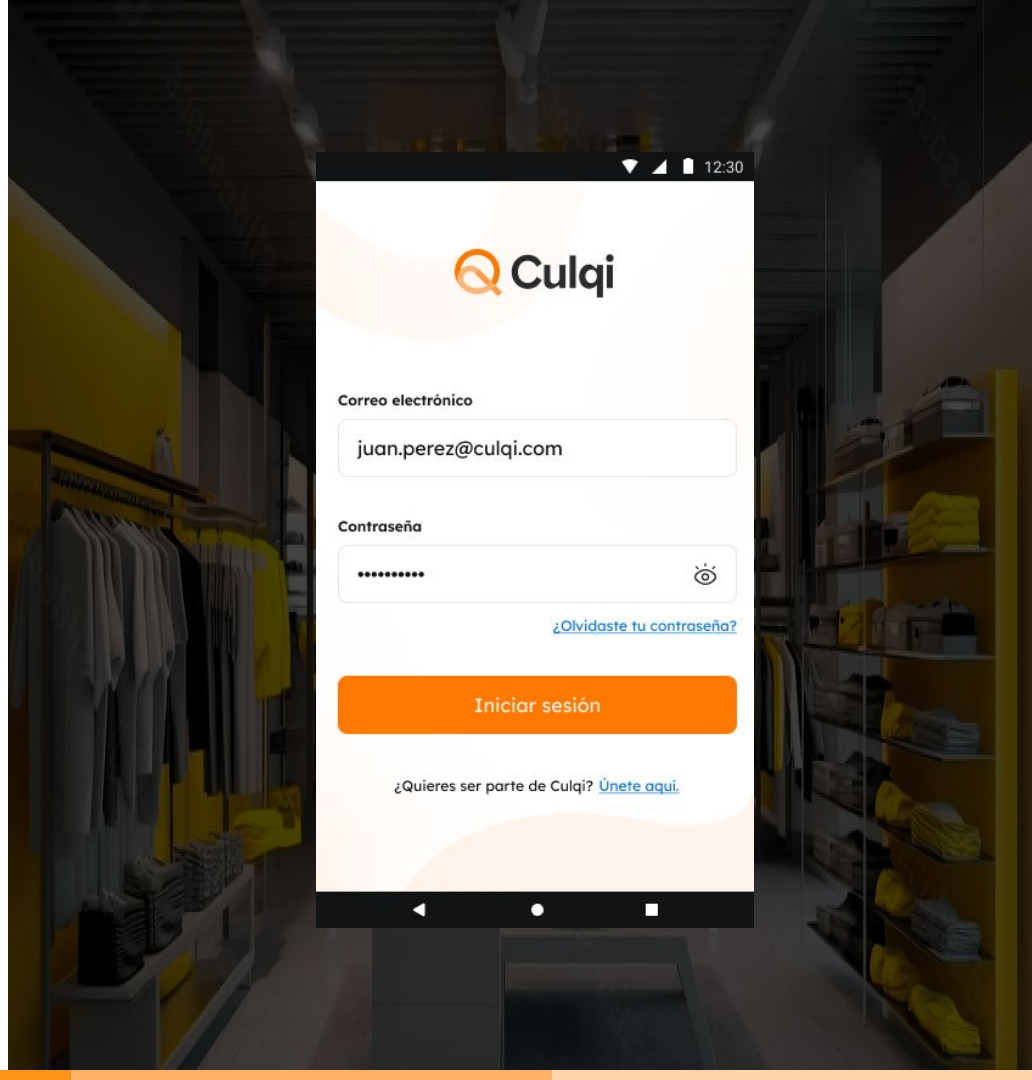 12:30
Culqi
Correo electrónico
juan.perez@culqi.com
Contraseña
••••••••••
¿Olvidaste tu contraseña?
Iniciar sesión
¿Quieres ser parte de Culqi? Únete aquí.